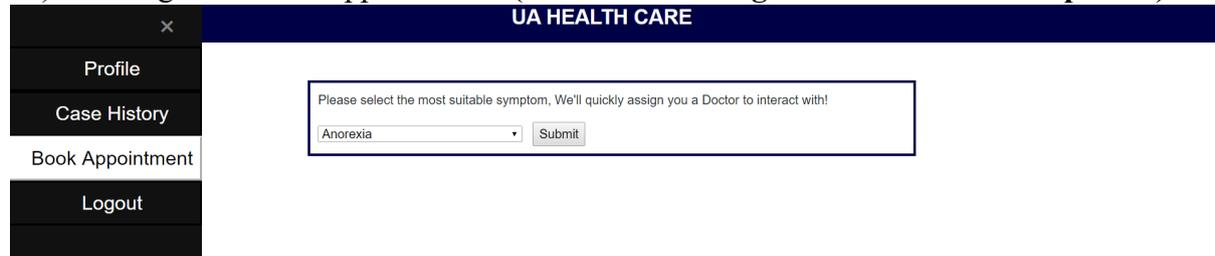 UA HEALTH CARE
×
Profile
Case History
Book Appointment
Logout
Please select the most suitable symptom, We'll quickly assign you a Doctor to interact with!
Anorexia Submit